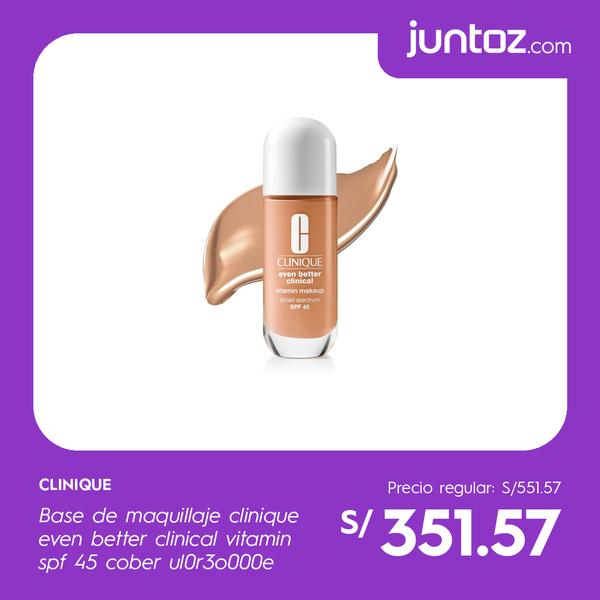 juntoz.com
C
CLINIQUE
even better
clinical
vitamin makeup
broad spectrum
SPF 45
CLINIQUE
Base de maquillaje clinique
even better clinical vitamin
spf 45 cober ul0r3o000e
Precio regular: S/551.57
S/ 351.57